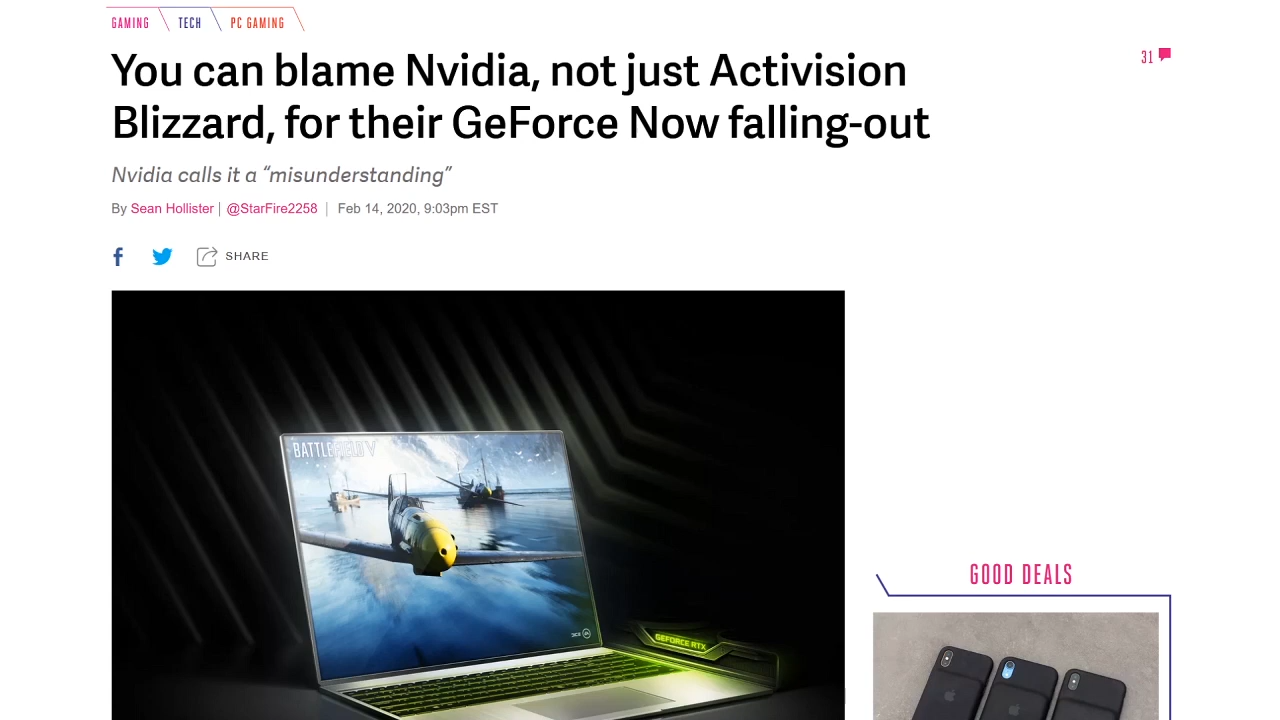 GAMING TECH PC GAMING
You can blame Nvidia, not just Activision
Blizzard, for their GeForce Now falling-out
31
Nvidia calls it a “misunderstanding”
By Sean Hollister | @StarFire2258 | Feb 14, 2020, 9:03pm EST
SHARE
BATTLEFIELD V
GEFORCE RTX
GOOD DEALS